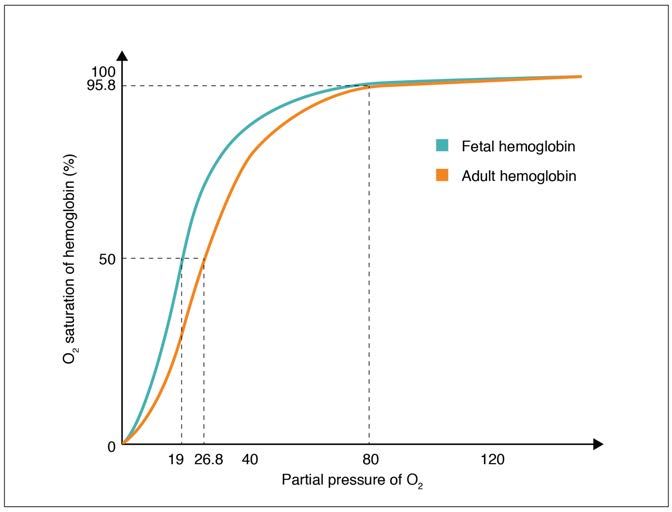 100
95.8
50
0
O₂ saturation of hemoglobin (%)
Fetal hemoglobin
Adult hemoglobin
19 26.8 40 80 120
Partial pressure of O₂